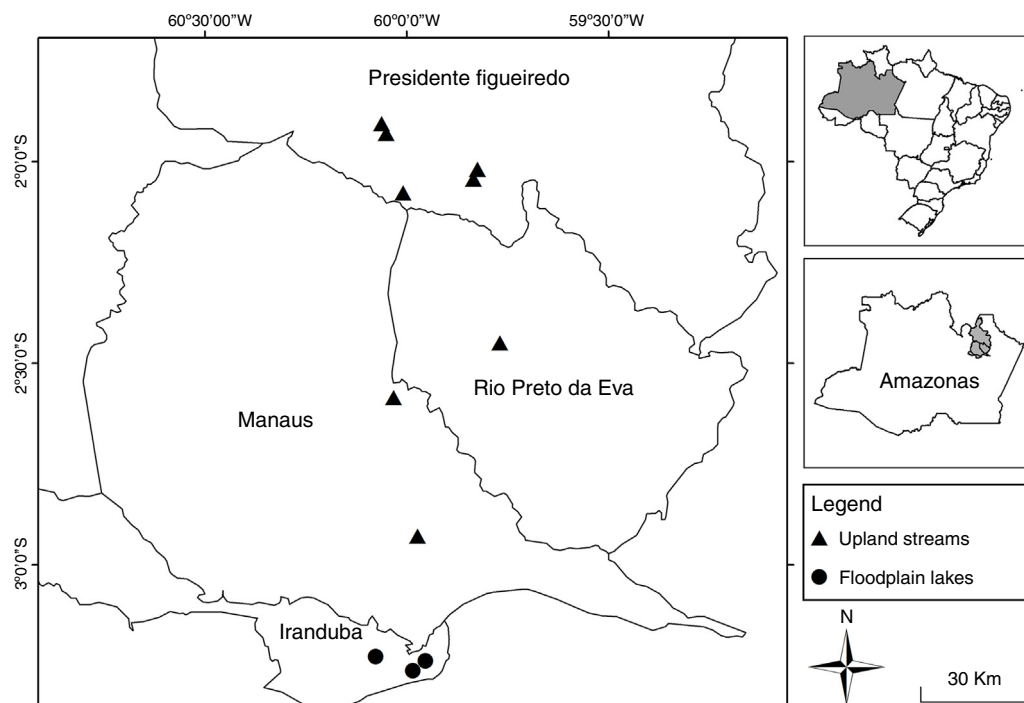 60°30'00"W 60°0'0"W 59°30'0"W
Presidente figueiredo
2°0'0"S
2°30'0"S
Rio Preto da Eva
Manaus
3°0'0"S
Iranduba
Amazonas
Legend
Upland streams
Floodplain lakes
N
30 Km